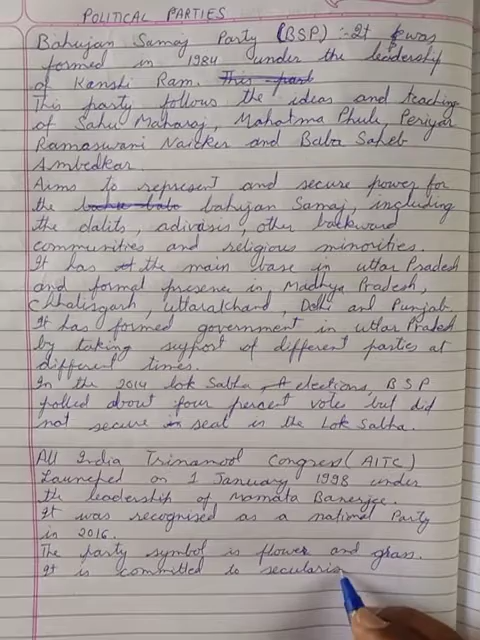 POLITICAL PARTIES
Bahujan Samaj Party (BSP) :- It was
formed in 1984 under the leadership
of Kanshi Ram. This part
This party follows the ideas and teaching
of Sahu Maharaj, Mahatma Phule, Periyar
Ramaswani Naicker and Baba Saheb
Ambedkar.
Aims to represent and secure power for
the bahujan Samaj, including
the dalits, adivasis, other backward
communities and religious minorities.
It has the main base in uttar Pradesh
and formal presence in, Madhya Pradesh,
Chhatisgarh, uttarakhand, Delhi and Punjab.
It has formed government in uttar Pradesh
by taking support of different parties at
different times.
In the 2014 lok Sabha, elections, BSP
polled about four percent votes but did
not secure seat in the Lok Sabha.
All India Trinamool Congress (AITC)
Launched on 1 January 1998 under
the leadership of Mamata Banerjee.
It was recognised as a national Party
in 2016.
The party symbol is flower and grass.
It is committed to secularis